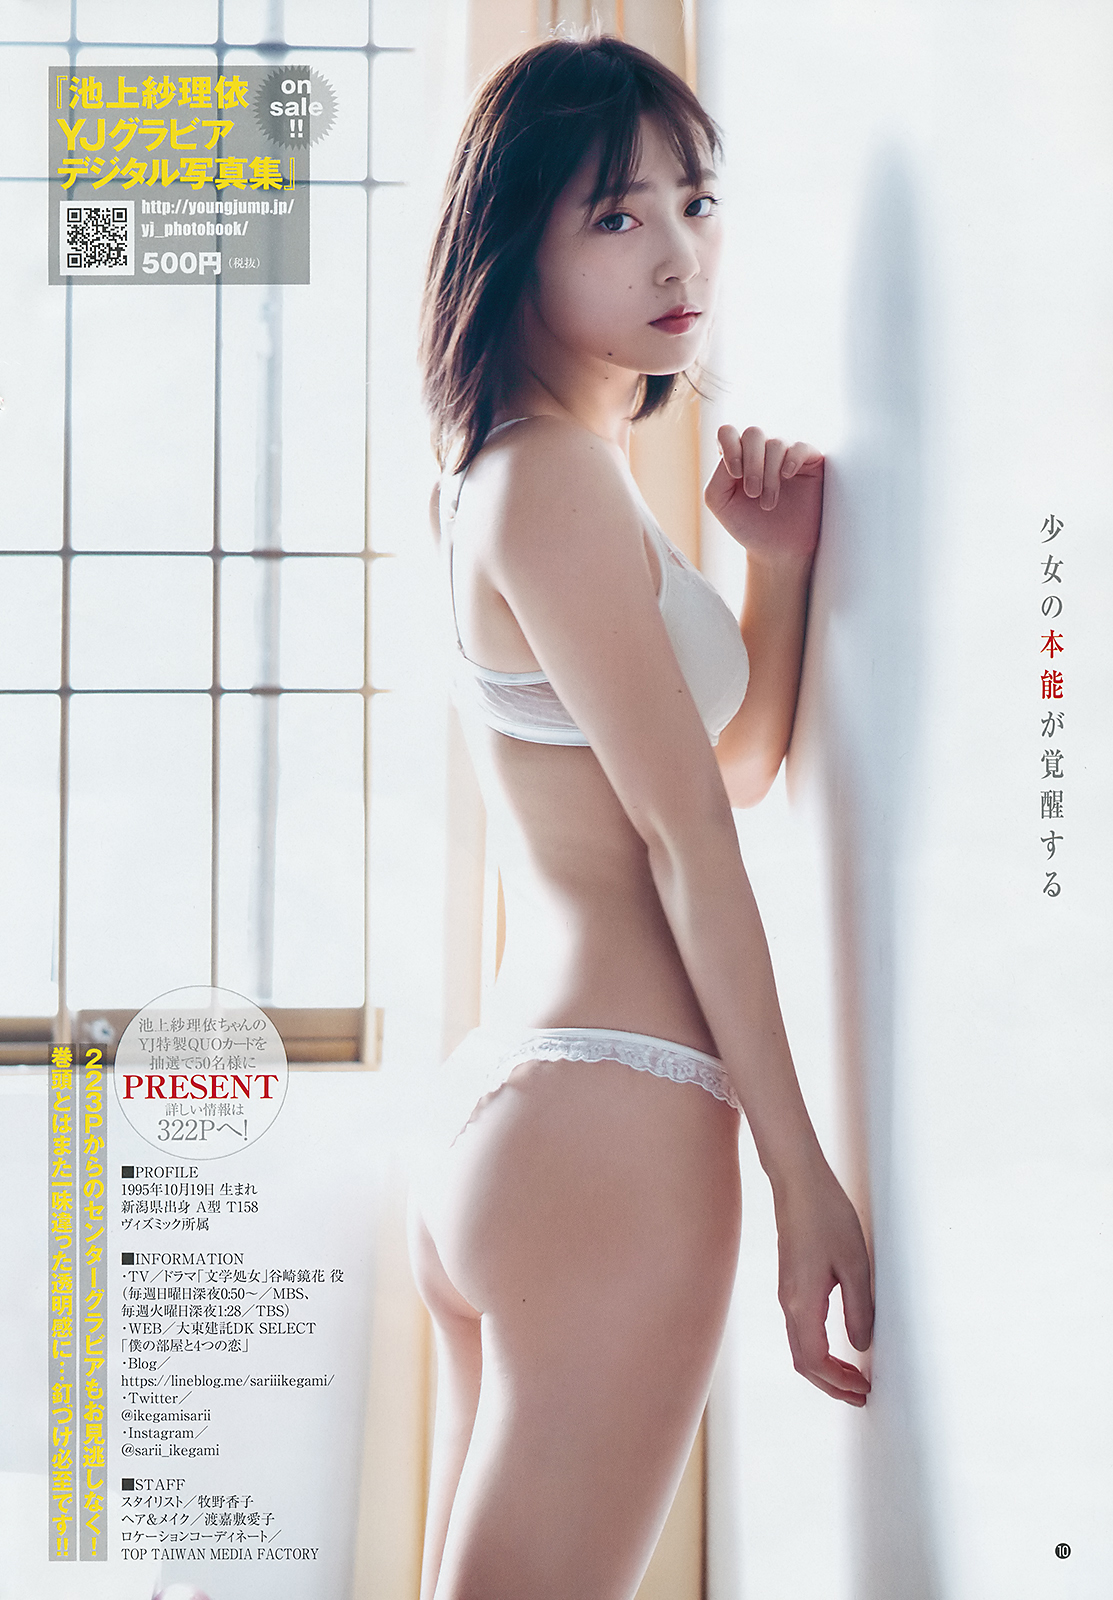 『池上紗理依
YJグラビア
デジタル写真集』
on
sale
!!
http://youngjump.jp/
yj_photobook/
500円（税抜）
少女の本能が覚醒する
池上紗理依ちゃんの
YJ特製QUOカードを
抽選で50名様に
PRESENT
詳しい情報は
322Pへ!
223Pからのセンターグラビアもお見逃しなく!
巻頭とはまた一味違った透明感に…釘づけ必至です!!
■PROFILE
1995年10月19日 生まれ
新潟県出身 A型 T158
ヴィズミック所属
■INFORMATION
・TV／ドラマ「文学処女」谷崎鏡花 役
（毎週日曜日深夜0:50〜／MBS、
毎週火曜日深夜1:28／TBS）
・WEB／大東建託DK SELECT
「僕の部屋と4つの恋」
・Blog／
https://lineblog.me/sariiikegami/
・Twitter／
@ikegamisarii
・Instagram／
@sarii_ikegami
■STAFF
スタイリスト／牧野香子
ヘア&メイク／渡嘉敷愛子
ロケーションコーディネート／
TOP TAIWAN MEDIA FACTORY
10